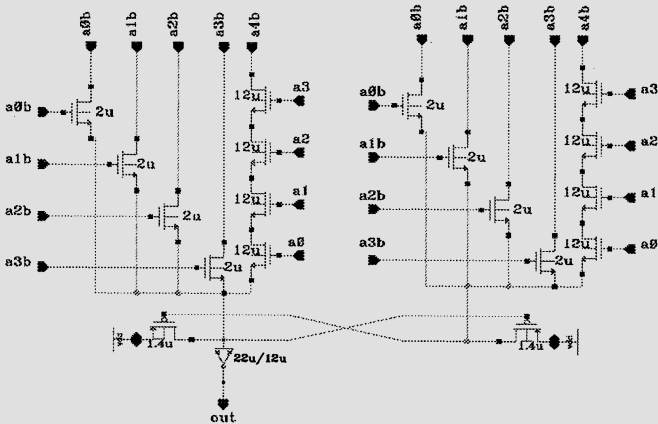 a0b a1b a2b a3b a4b
a0b a1b a2b a3b a4b
a0b 2u 12u a3
a1b 2u 12u a2
a2b 2u 12u a1
a3b 2u 12u a0
a0b 2u 12u a3
a1b 2u 12u a2
a2b 2u 12u a1
a3b 2u 12u a0
vdd 1.4u
1.4u vdd
22u/12u
out